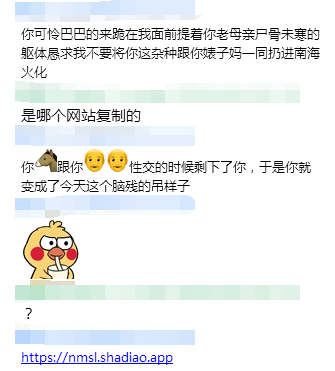 你可怜巴巴的来跪在我面前提着你老母亲尸骨未寒的
躯体恳求我不要将你这杂种跟你婊子妈一同扔进南海
火化
是哪个网站复制的
你🐴跟你👴👴性交的时候剩下了你，于是你就
变成了今天这个脑残的吊样子
？
https://nmsl.shadiao.app